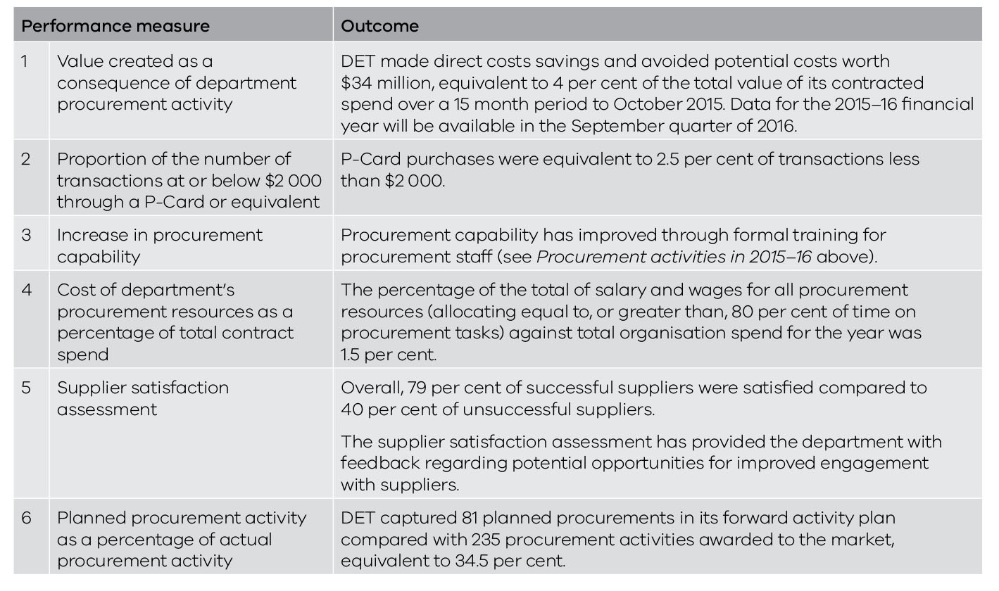 Performance measure
Outcome
1
Value created as a
consequence of department
procurement activity
DET made direct costs savings and avoided potential costs worth
$34 million, equivalent to 4 per cent of the total value of its contracted
spend over a 15 month period to October 2015. Data for the 2015–16 financial
year will be available in the September quarter of 2016.
2
Proportion of the number of
transactions at or below $2 000
through a P-Card or equivalent
P-Card purchases were equivalent to 2.5 per cent of transactions less
than $2 000.
3
Increase in procurement
capability
Procurement capability has improved through formal training for
procurement staff (see Procurement activities in 2015–16 above).
4
Cost of department's
procurement resources as a
percentage of total contract
spend
The percentage of the total of salary and wages for all procurement
resources (allocating equal to, or greater than, 80 per cent of time on
procurement tasks) against total organisation spend for the year was
1.5 per cent.
5
Supplier satisfaction
assessment
Overall, 79 per cent of successful suppliers were satisfied compared to
40 per cent of unsuccessful suppliers.
The supplier satisfaction assessment has provided the department with
feedback regarding potential opportunities for improved engagement
with suppliers.
6
Planned procurement activity
as a percentage of actual
procurement activity
DET captured 81 planned procurements in its forward activity plan
compared with 235 procurement activities awarded to the market,
equivalent to 34.5 per cent.